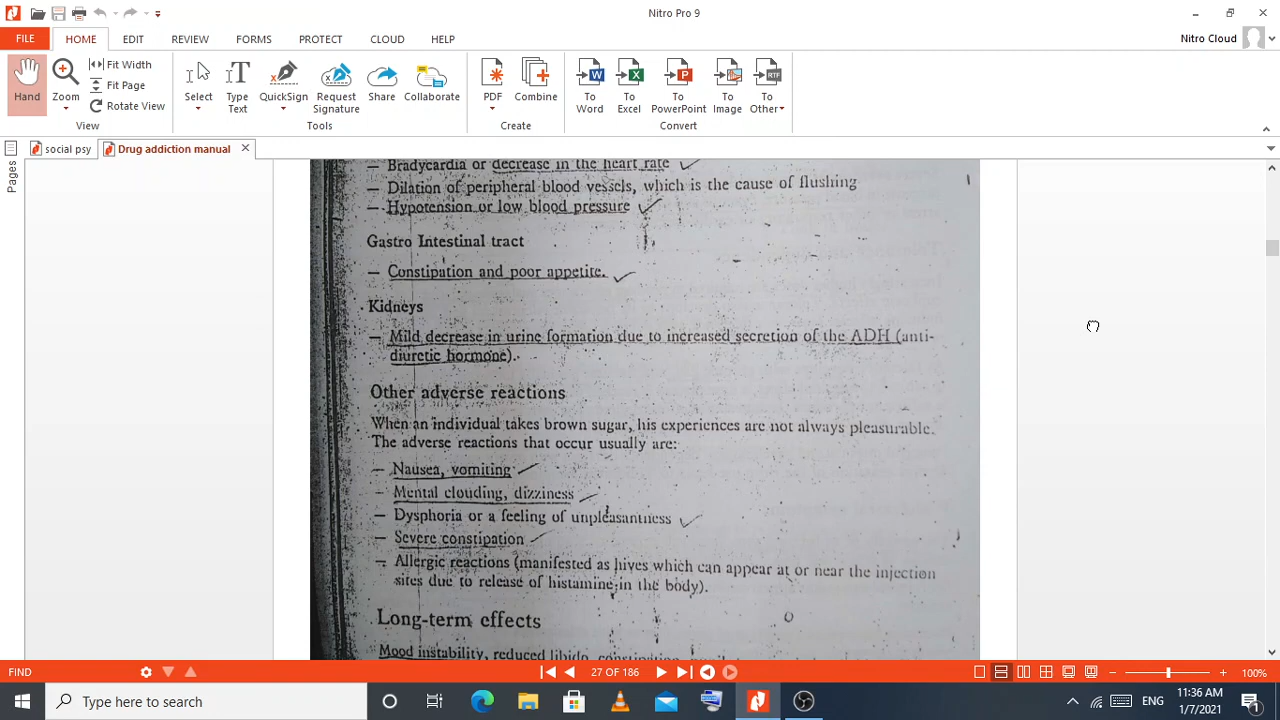 Nitro Pro 9
FILE HOME EDIT REVIEW FORMS PROTECT CLOUD HELP
Nitro Cloud
Hand
Zoom
Fit Width
Fit Page
Rotate View
View
Select
Type Text
QuickSign
Request Signature
Share
Collaborate
Tools
PDF
Combine
Create
To Word
To Excel
To PowerPoint
To Image
To Other
Convert
social psy
Drug addiction manual
Pages
– Bradycardia or decrease in the heart rate
– Dilation of peripheral blood vessels, which is the cause of flushing
– Hypotension or low blood pressure
Gastro Intestinal tract
– Constipation and poor appetite.
Kidneys
– Mild decrease in urine formation due to increased secretion of the ADH (anti-
diuretic hormone).
Other adverse reactions
When an individual takes brown sugar, his experiences are not always pleasurable.
The adverse reactions that occur usually are:
– Nausea, vomiting
– Mental clouding, dizziness
– Dysphoria or a feeling of unpleasantness
– Severe constipation
– Allergic reactions (manifested as hives which can appear at or near the injection
sites due to release of histamine in the body).
Long-term effects
Mood instability, reduced libido, constipation,
FIND
27 OF 186
100%
Type here to search
ENG
11:36 AM
1/7/2021
1